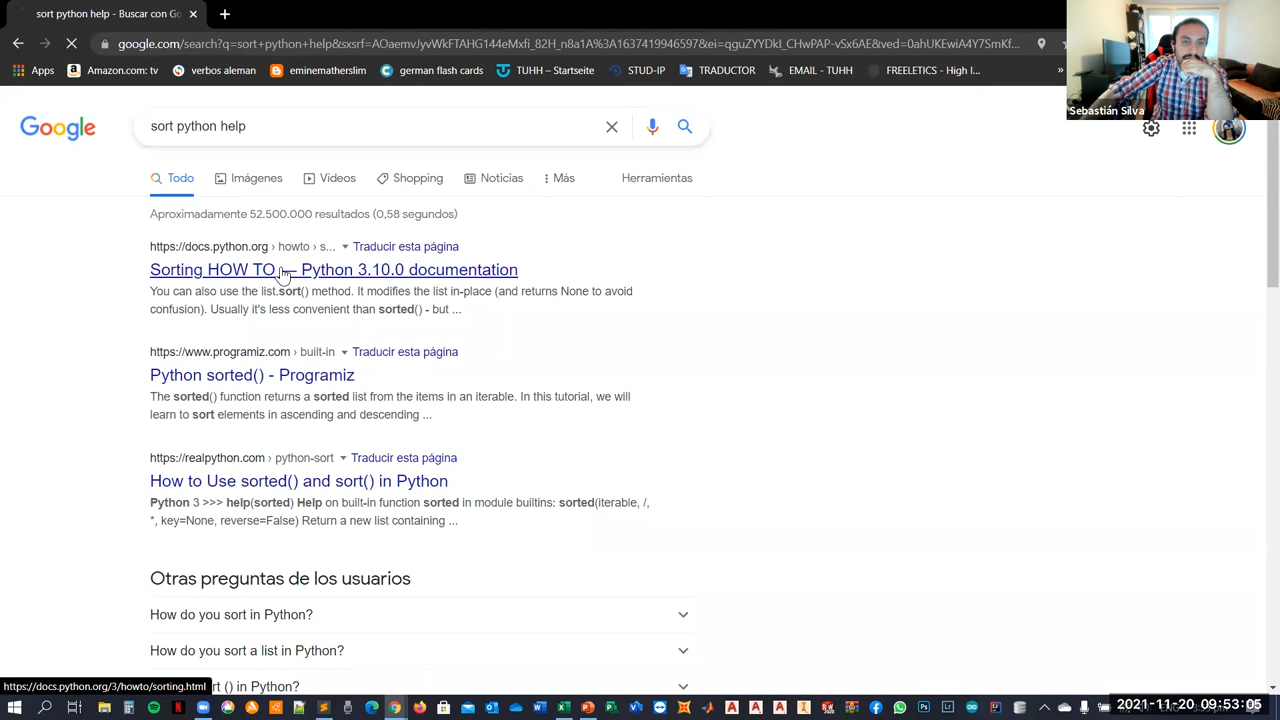 sort python help - Buscar con Go
google.com/search?q=sort+python+help&sxsrf=AOaemvJyvWkFTAHG144eMxfi_82H_n8a1A%3A1637419946597&ei=qguZYYDkI_CHwPAP-vSx6AE&ved=0ahUKEwiA4Y7SmKf...
Apps
Amazon.com: tv
verbos aleman
eminematherslim
german flash cards
TUHH – Startseite
STUD-IP
TRADUCTOR
EMAIL - TUHH
FREELETICS - High I...
»
Sebastián Silva
Google
sort python help
Todo
Imágenes
Vídeos
Shopping
Noticias
Más
Herramientas
Aproximadamente 52.500.000 resultados (0,58 segundos)
https://docs.python.org › howto › s... Traducir esta página
Sorting HOW TO — Python 3.10.0 documentation
You can also use the list.sort() method. It modifies the list in-place (and returns None to avoid
confusion). Usually it's less convenient than sorted() - but ...
https://www.programiz.com › built-in Traducir esta página
Python sorted() - Programiz
The sorted() function returns a sorted list from the items in an iterable. In this tutorial, we will
learn to sort elements in ascending and descending ...
https://realpython.com › python-sort Traducir esta página
How to Use sorted() and sort() in Python
Python 3 >>> help(sorted) Help on built-in function sorted in module builtins: sorted(iterable, /,
*, key=None, reverse=False) Return a new list containing ...
Otras preguntas de los usuarios
How do you sort in Python?
How do you sort a list in Python?
rt () in Python?
https://docs.python.org/3/howto/sorting.html
2021-11-20 09:53:05